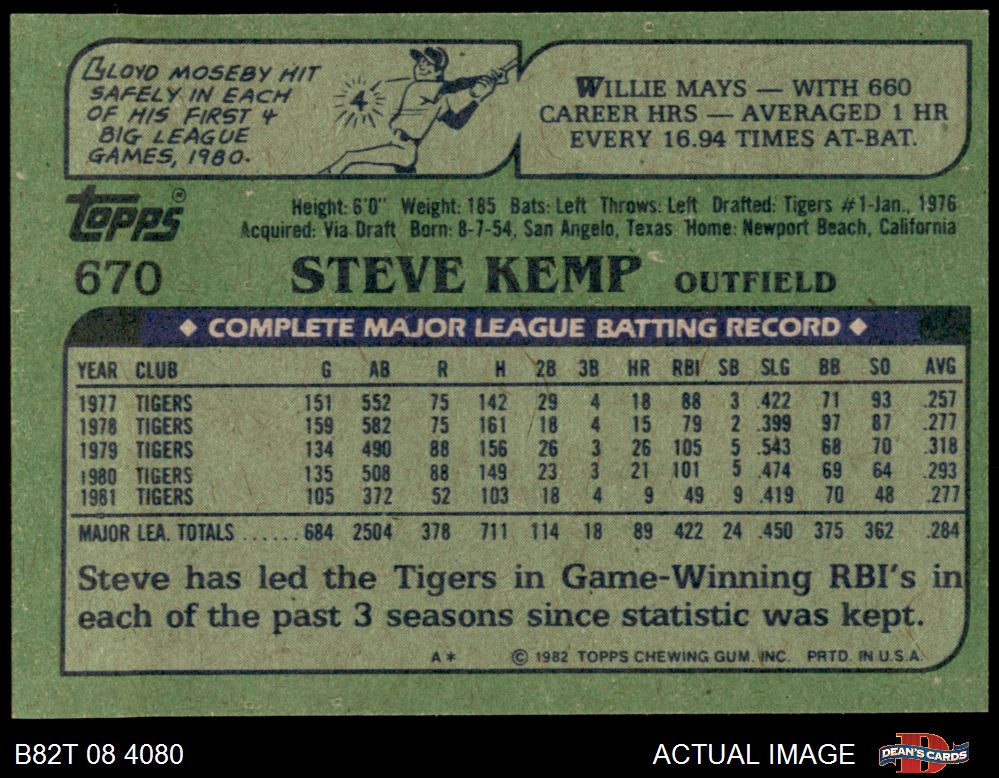 LLOYD MOSEBY HIT
SAFELY IN EACH
OF HIS FIRST 4
BIG LEAGUE
GAMES, 1980.
4
WILLIE MAYS — WITH 660
CAREER HRS — AVERAGED 1 HR
EVERY 16.94 TIMES AT-BAT.
topps®
Height: 6'0" Weight: 185 Bats: Left Throws: Left Drafted: Tigers #1-Jan., 1976
Acquired: Via Draft Born: 8-7-54, San Angelo, Texas Home: Newport Beach, California
670 STEVE KEMP OUTFIELD
◆ COMPLETE MAJOR LEAGUE BATTING RECORD ◆
YEAR CLUB G AB R H 2B 3B HR RBI SB SLG BB SO AVG
1977 TIGERS 151 552 75 142 29 4 18 88 3 .422 71 93 .257
1978 TIGERS 159 582 75 161 18 4 15 79 2 .399 97 87 .277
1979 TIGERS 134 490 88 156 26 3 26 105 5 .543 68 70 .318
1980 TIGERS 135 508 88 149 23 3 21 101 5 .474 69 64 .293
1981 TIGERS 105 372 52 103 18 4 9 49 9 .419 70 48 .277
MAJOR LEA. TOTALS ...... 684 2504 378 711 114 18 89 422 24 .450 375 362 .284
Steve has led the Tigers in Game-Winning RBI's in
each of the past 3 seasons since statistic was kept.
A* © 1982 TOPPS CHEWING GUM. INC. PRTD. IN U.S.A.
B82T 08 4080 ACTUAL IMAGE DEAN'S CARDS